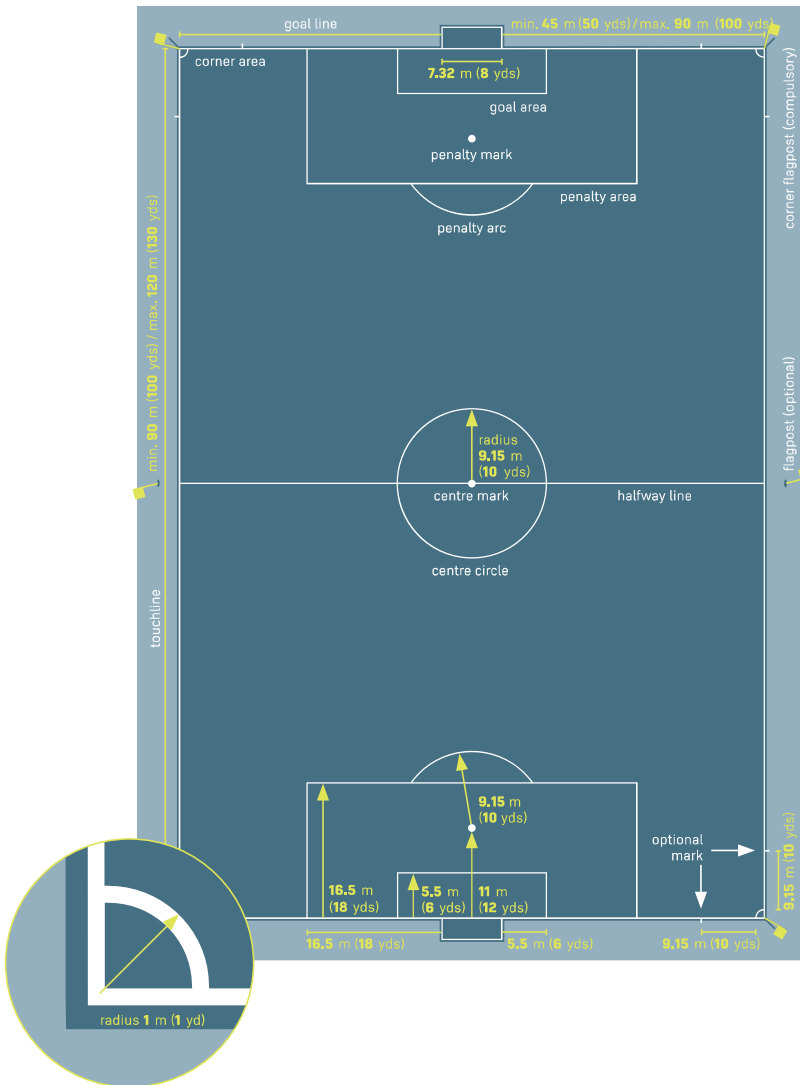 goal line
min. 45 m (50 yds)/max. 90 m (100 yds)
corner area
7.32 m (8 yds)
goal area
penalty mark
penalty area
penalty arc
corner flagpost (compulsory)
min. 90 m (100 yds) / max. 120 m (130 yds)
flagpost (optional)
radius
9.15 m
(10 yds)
centre mark
halfway line
centre circle
touchline
9.15 m
(10 yds)
optional
mark
9.15 m (10 yds)
16.5 m
(18 yds)
5.5 m
(6 yds)
11 m
(12 yds)
16.5 m (18 yds)
5.5 m (6 yds)
9.15 m (10 yds)
radius 1 m (1 yd)